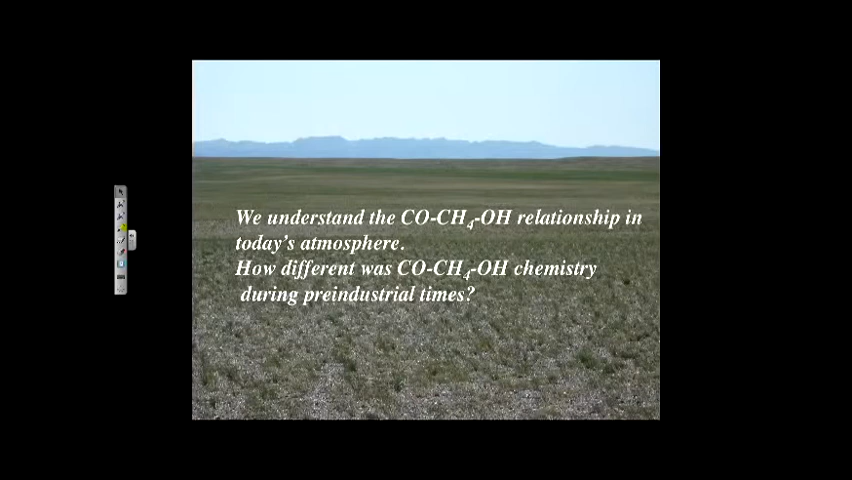 We understand the CO-CH₄-OH relationship in
today's atmosphere.
How different was CO-CH₄-OH chemistry
during preindustrial times?